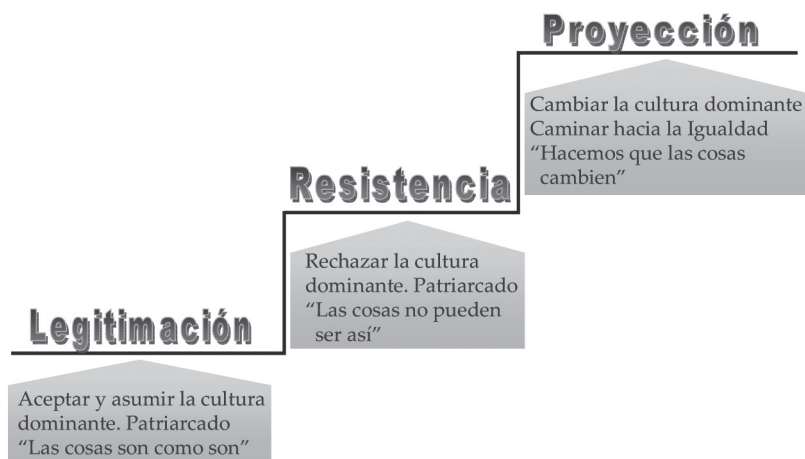 Proyección
Cambiar la cultura dominante
Caminar hacia la Igualdad
“Hacemos que las cosas
cambien”
Resistencia
Rechazar la cultura
dominante. Patriarcado
“Las cosas no pueden
ser así”
Legitimación
Aceptar y asumir la cultura
dominante. Patriarcado
“Las cosas son como son”